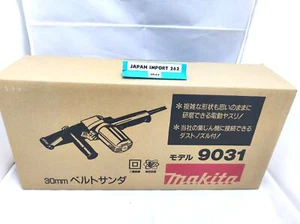 JAPAN IMPORT 262
★複雑な形状も思いのままに
研磨できる電動ヤスリ!
★当社の集じん機に接続できる
ダストノズル付!
モデル 9031
30mm ベルトサンダ
makita